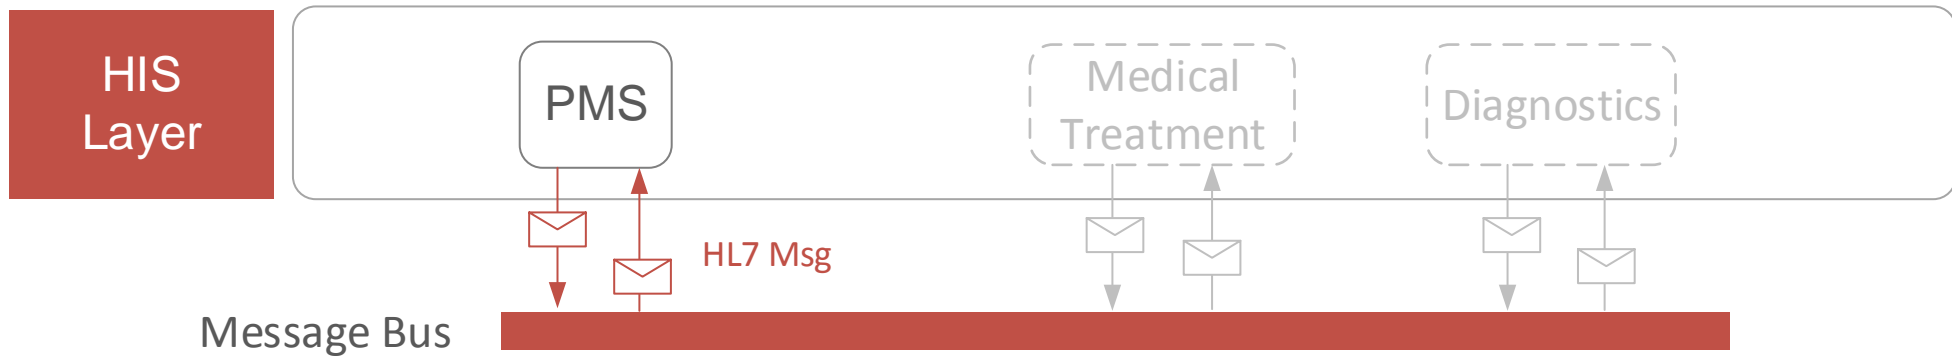 HIS
Layer
PMS
Medical
Treatment
Diagnostics
HL7 Msg
Message Bus